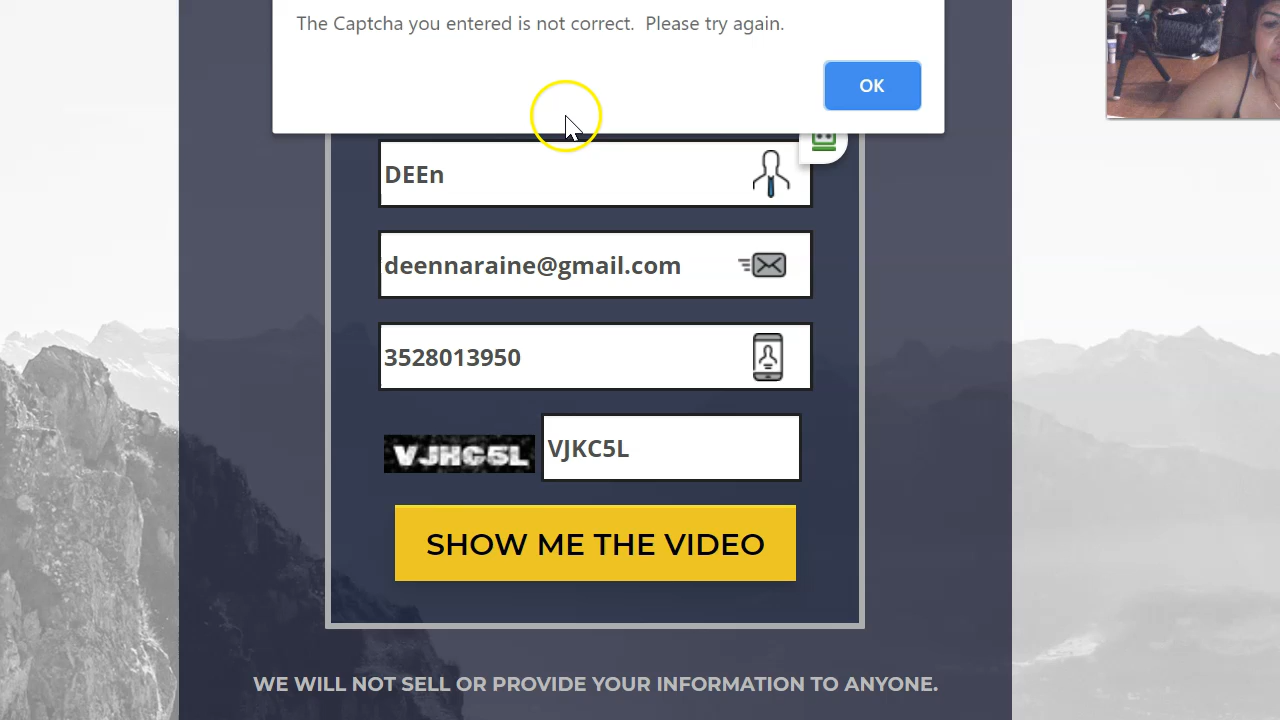 The Captcha you entered is not correct.  Please try again.
OK
DEEn
deennaraine@gmail.com
3528013950
VJHC5L
VJKC5L
SHOW ME THE VIDEO
WE WILL NOT SELL OR PROVIDE YOUR INFORMATION TO ANYONE.